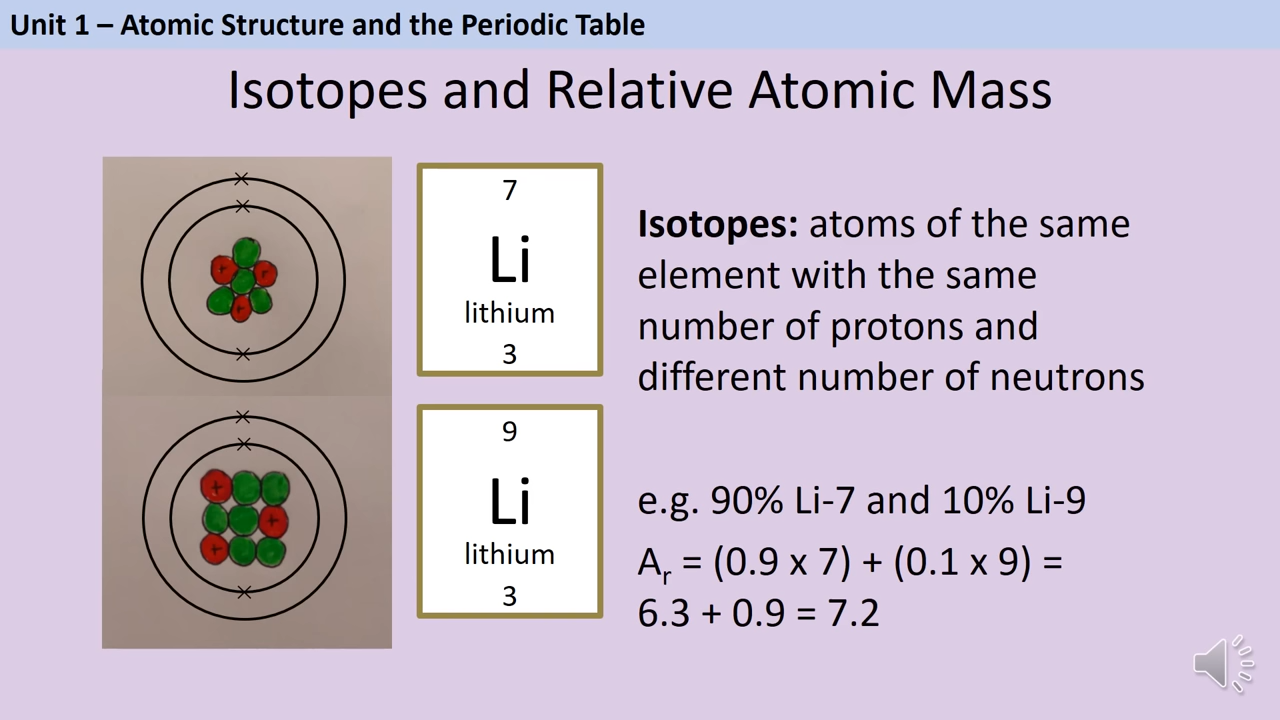 Unit 1 – Atomic Structure and the Periodic Table
Isotopes and Relative Atomic Mass
7
Li
lithium
3
9
Li
lithium
3
Isotopes: atoms of the same
element with the same
number of protons and
different number of neutrons
e.g. 90% Li-7 and 10% Li-9
Aᵣ = (0.9 x 7) + (0.1 x 9) =
6.3 + 0.9 = 7.2